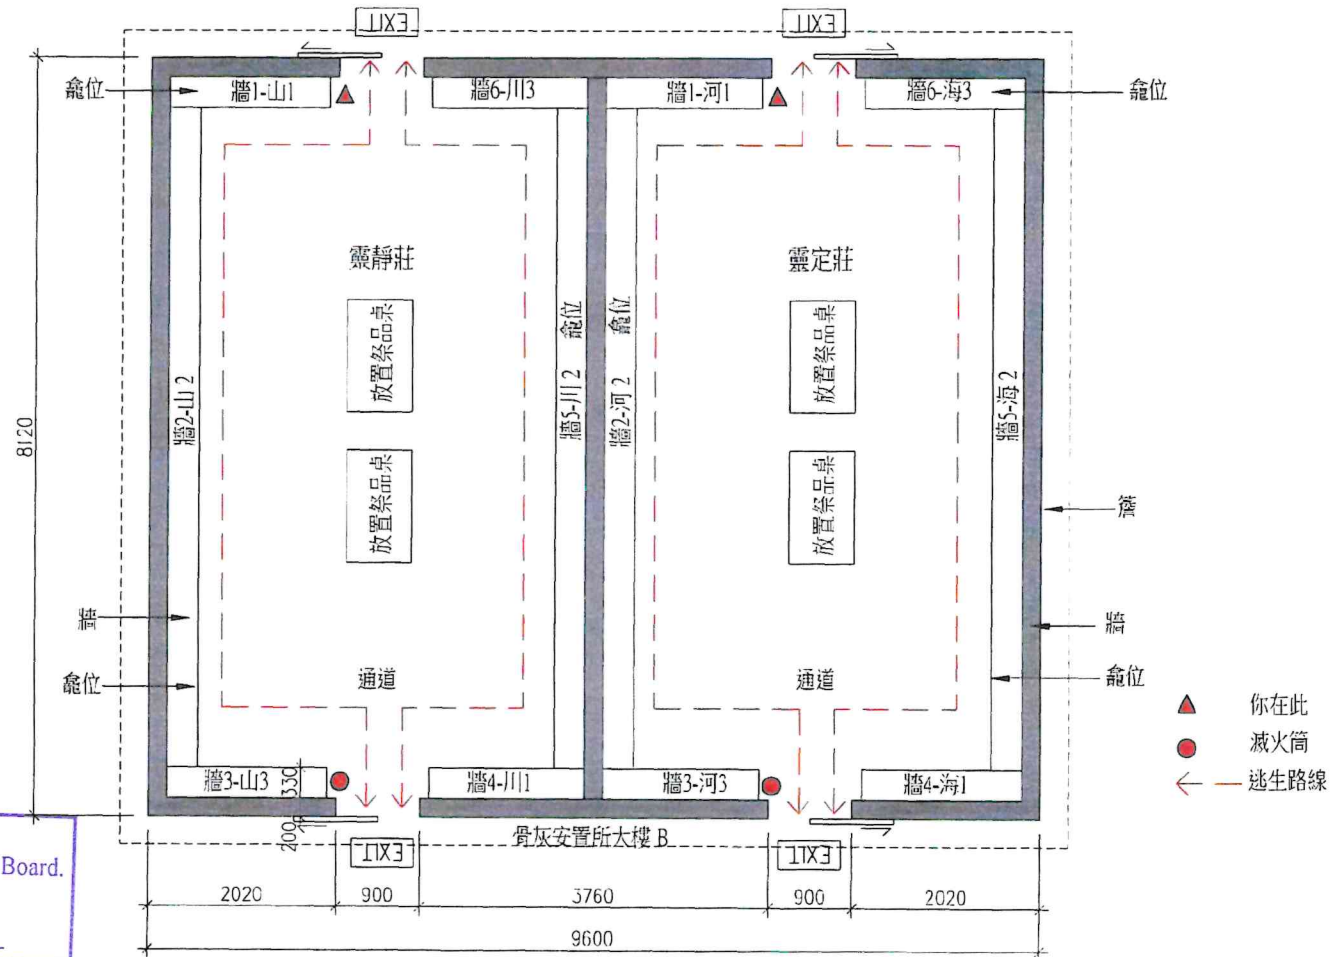 EXIT
EXIT
龕位
牆1-山1
牆6-川3
牆1-河1
牆6-海3
龕位
靈靜莊
靈定莊
放置祭品桌
放置祭品桌
龕位
龕位
牆2-山 2
牆5-川 2
牆2-河 2
牆5-海 2
8120
放置祭品桌
放置祭品桌
簷
牆
牆
龕位
通道
通道
龕位
你在此
滅火筒
逃生路線
牆3-山3
330
牆4-川1
牆3-河3
牆4-海1
200
EXIT
骨灰安置所大樓 B
EXIT
Board.
2020
900
3760
900
2020
9600